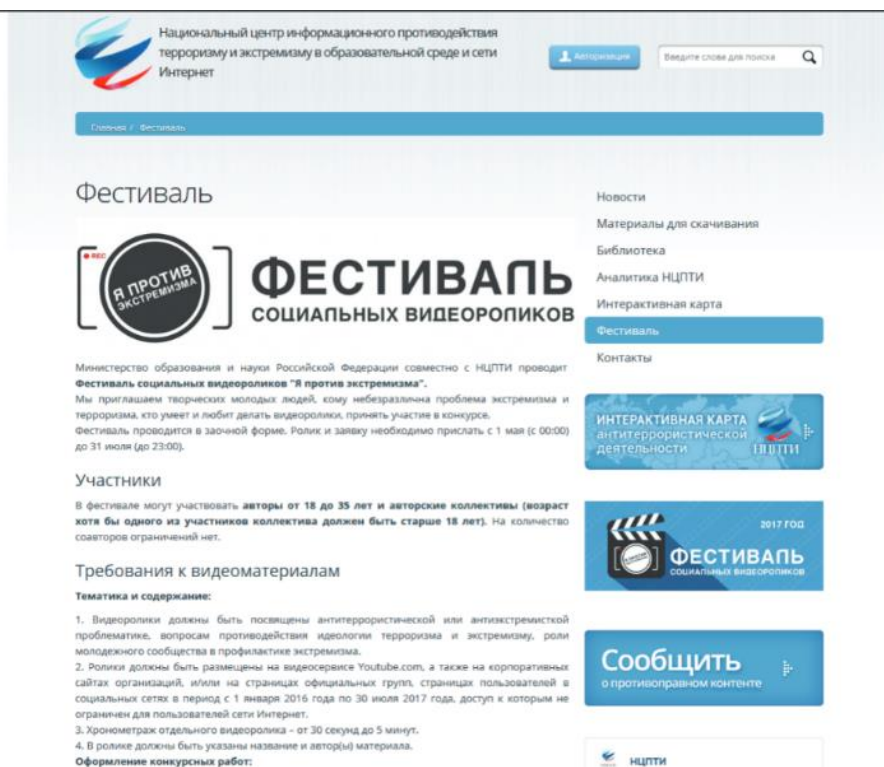 Национальный центр информационного противодействия
терроризму и экстремизму в образовательной среде и сети
Интернет
Авторизация
Введите слова для поиска
Главная / Фестиваль
Фестиваль
REC
Я ПРОТИВ
ЭКСТРЕМИЗМА
ФЕСТИВАЛЬ
СОЦИАЛЬНЫХ ВИДЕОРОЛИКОВ
Министерство образования и науки Российской Федерации совместно с НЦПТИ проводит
Фестиваль социальных видеороликов "Я против экстремизма".
Мы приглашаем творческих молодых людей, кому небезразлична проблема экстремизма и
терроризма, кто умеет и любит делать видеоролики, принять участие в конкурсе.
Фестиваль проводится в заочной форме. Ролик и заявку необходимо прислать с 1 мая (с 00:00)
до 31 июля (до 23:00).
Участники
В фестивале могут участвовать авторы от 18 до 35 лет и авторские коллективы (возраст
хотя бы одного из участников коллектива должен быть старше 18 лет). На количество
соавторов ограничений нет.
Требования к видеоматериалам
Тематика и содержание:
1. Видеоролики должны быть посвящены антитеррористической или антиэкстремисткой
проблематике, вопросам противодействия идеологии терроризма и экстремизму, роли
молодежного сообщества в профилактике экстремизма.
2. Ролики должны быть размещены на видеосервисе Youtube.com, а также на корпоративных
сайтах организаций, и/или на страницах официальных групп, страницах пользователей в
социальных сетях в период с 1 января 2016 года по 30 июля 2017 года, доступ к которым не
ограничен для пользователей сети Интернет.
3. Хронометраж отдельного видеоролика – от 30 секунд до 5 минут.
4. В ролике должны быть указаны название и автор(ы) материала.
Оформление конкурсных работ:
Новости
Материалы для скачивания
Библиотека
Аналитика НЦПТИ
Интерактивная карта
Фестиваль
Контакты
ИНТЕРАКТИВНАЯ КАРТА
антитеррористической
деятельности
НЦПТИ
2017 ГОД
ФЕСТИВАЛЬ
СОЦИАЛЬНЫХ ВИДЕОРОЛИКОВ
Сообщить
о противоправном контенте
НЦПТИ